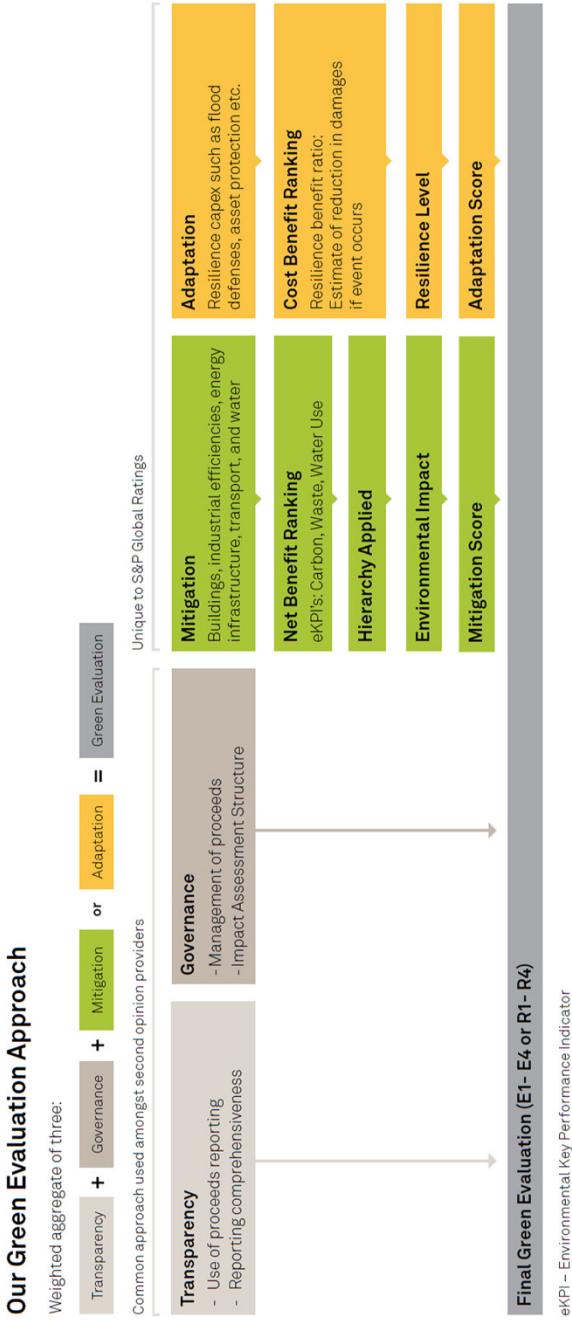 Our Green Evaluation Approach
Weighted aggregate of three:
Transparency + Governance + Mitigation or Adaptation = Green Evaluation
Common approach used amongst second opinion providers
Unique to S&P Global Ratings
Transparency
- Use of proceeds reporting
- Reporting comprehensiveness
Governance
- Management of proceeds
- Impact Assessment Structure
Mitigation
Buildings, industrial efficiencies, energy
infrastructure, transport, and water
Net Benefit Ranking
eKPI's: Carbon, Waste, Water Use
Hierarchy Applied
Environmental Impact
Mitigation Score
Adaptation
Resilience capex such as flood
defenses, asset protection etc.
Cost Benefit Ranking
Resilience benefit ratio:
Estimate of reduction in damages
if event occurs
Resilience Level
Adaptation Score
Final Green Evaluation (E1- E4 or R1- R4)
eKPI – Environmental Key Performance Indicator